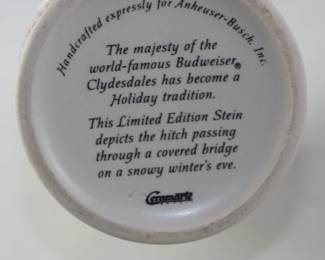 Handcrafted expressly for Anheuser-Busch, Inc.
The majesty of the
world-famous Budweiser®
Clydesdales has become a
Holiday tradition.
This Limited Edition Stein
depicts the hitch passing
through a covered bridge
on a snowy winter's eve.
Ceramarte